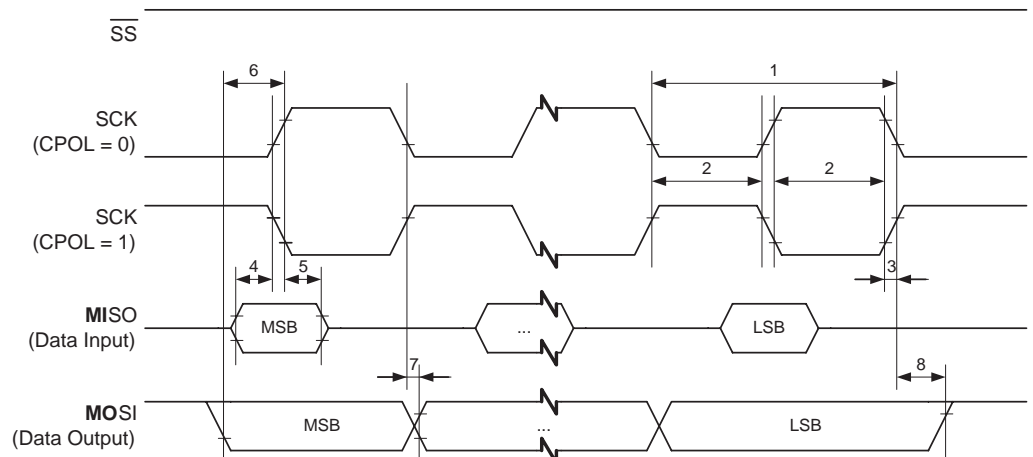 SS
6
1
SCK
(CPOL = 0)
2
2
SCK
(CPOL = 1)
4
5
3
MISO
(Data Input)
MSB
...
LSB
7
8
MOSI
(Data Output)
MSB
...
LSB